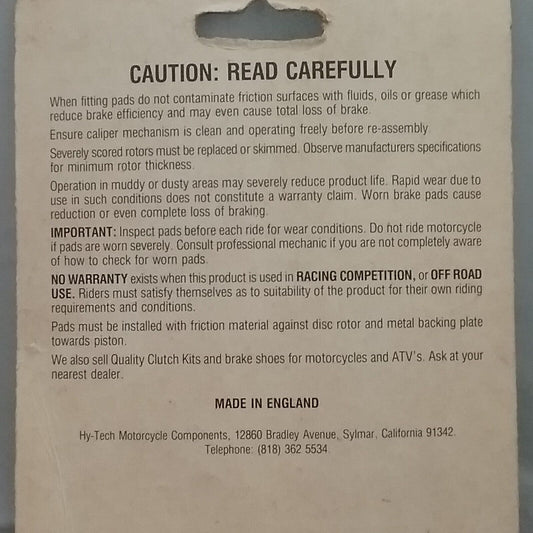 CAUTION: READ CAREFULLY
When fitting pads do not contaminate friction surfaces with fluids, oils or grease which
reduce brake efficiency and may even cause total loss of brake.
Ensure caliper mechanism is clean and operating freely before re-assembly.
Severely scored rotors must be replaced or skimmed. Observe manufacturers specifications
for minimum rotor thickness.
Operation in muddy or dusty areas may severely reduce product life. Rapid wear due to
use in such conditions does not constitute a warranty claim. Worn brake pads cause
reduction or even complete loss of braking.
IMPORTANT: Inspect pads before each ride for wear conditions. Do not ride motorcycle
if pads are worn severely. Consult professional mechanic if you are not completely aware
of how to check for worn pads.
NO WARRANTY exists when this product is used in RACING COMPETITION, or OFF ROAD
USE. Riders must satisfy themselves as to suitability of the product for their own riding
requirements and conditions.
Pads must be installed with friction material against disc rotor and metal backing plate
towards piston.
We also sell Quality Clutch Kits and brake shoes for motorcycles and ATV's. Ask at your
nearest dealer.
MADE IN ENGLAND
Hy-Tech Motorcycle Components, 12860 Bradley Avenue, Sylmar, California 91342.
Telephone: (818) 362 5534.